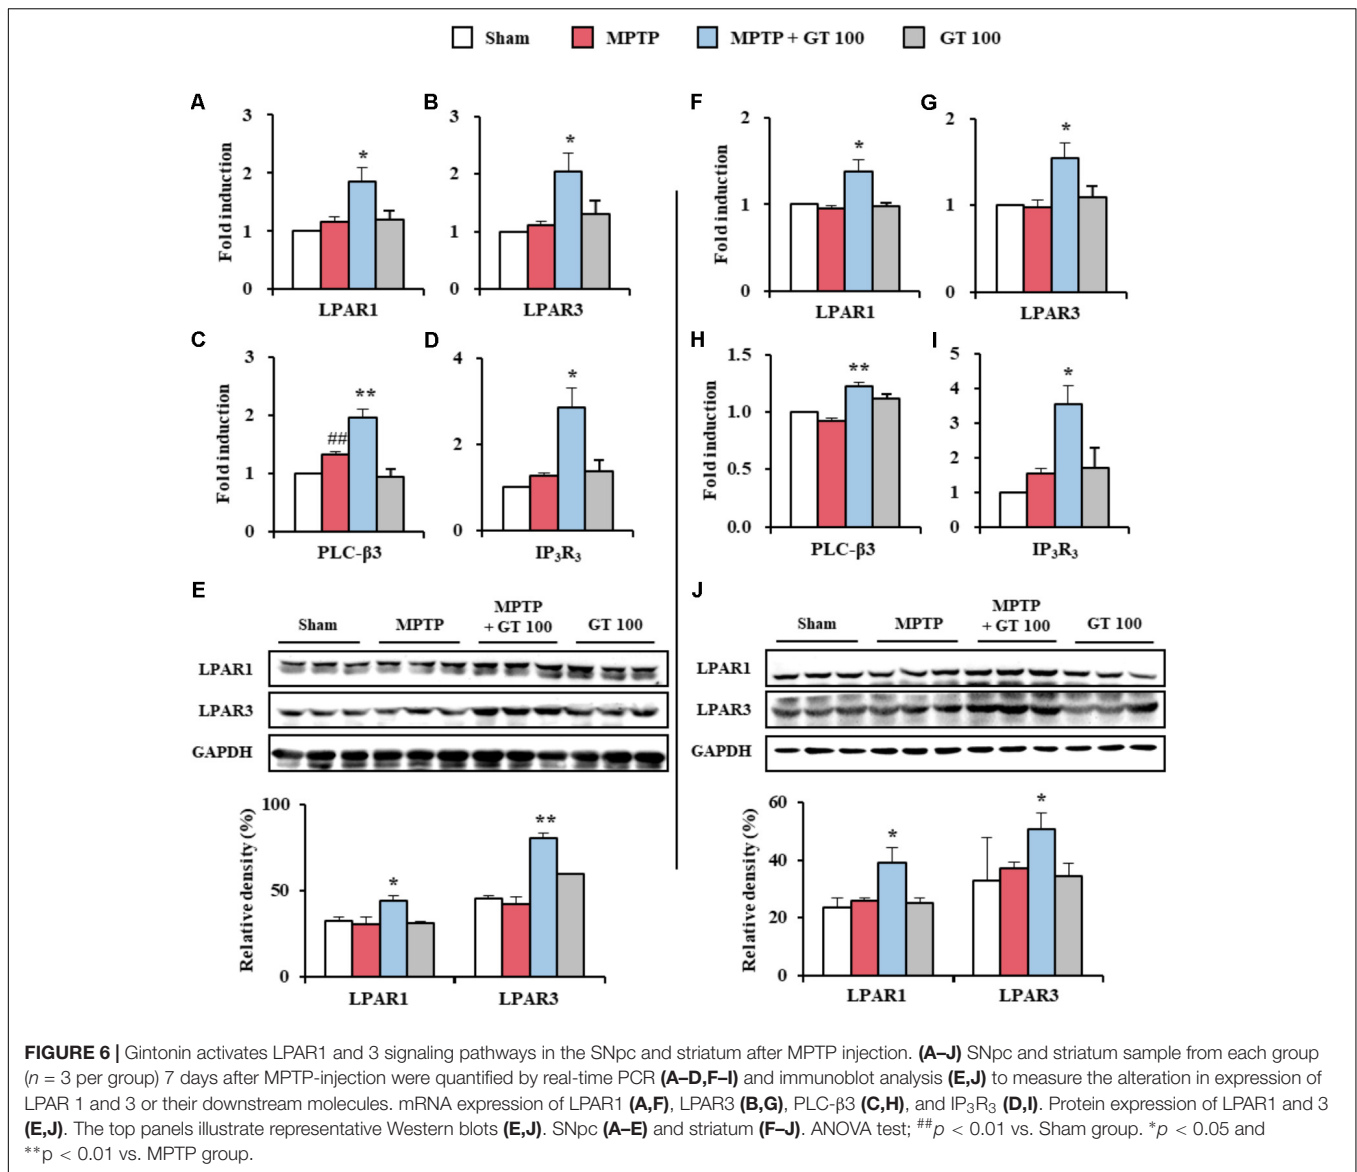 Sham MPTP MPTP + GT 100 GT 100
A
3
2
1
0
Fold induction
*
LPAR1
B
3
2
1
0
*
LPAR3
F
2
1
0
Fold induction
*
LPAR1
G
2
1
0
*
LPAR3
C
3
2
1
0
Fold induction
##
**
PLC-β3
D
4
2
0
*
IP₃R₃
H
1.5
1.0
0.5
0.0
Fold induction
**
PLC-β3
I
5
4
3
2
1
0
*
IP₃R₃
E
Sham MPTP MPTP + GT 100 GT 100
LPAR1
LPAR3
GAPDH
100
50
0
Relative density (%)
*
**
LPAR1 LPAR3
J
Sham MPTP MPTP + GT 100 GT 100
LPAR1
LPAR3
GAPDH
60
40
20
0
Relative density (%)
*
*
LPAR1 LPAR3
FIGURE 6 | Gintonin activates LPAR1 and 3 signaling pathways in the SNpc and striatum after MPTP injection. (A–J) SNpc and striatum sample from each group
(n = 3 per group) 7 days after MPTP-injection were quantified by real-time PCR (A–D,F–I) and immunoblot analysis (E,J) to measure the alteration in expression of
LPAR 1 and 3 or their downstream molecules. mRNA expression of LPAR1 (A,F), LPAR3 (B,G), PLC-β3 (C,H), and IP₃R₃ (D,I). Protein expression of LPAR1 and 3
(E,J). The top panels illustrate representative Western blots (E,J). SNpc (A–E) and striatum (F–J). ANOVA test; ##p < 0.01 vs. Sham group. *p < 0.05 and
**p < 0.01 vs. MPTP group.